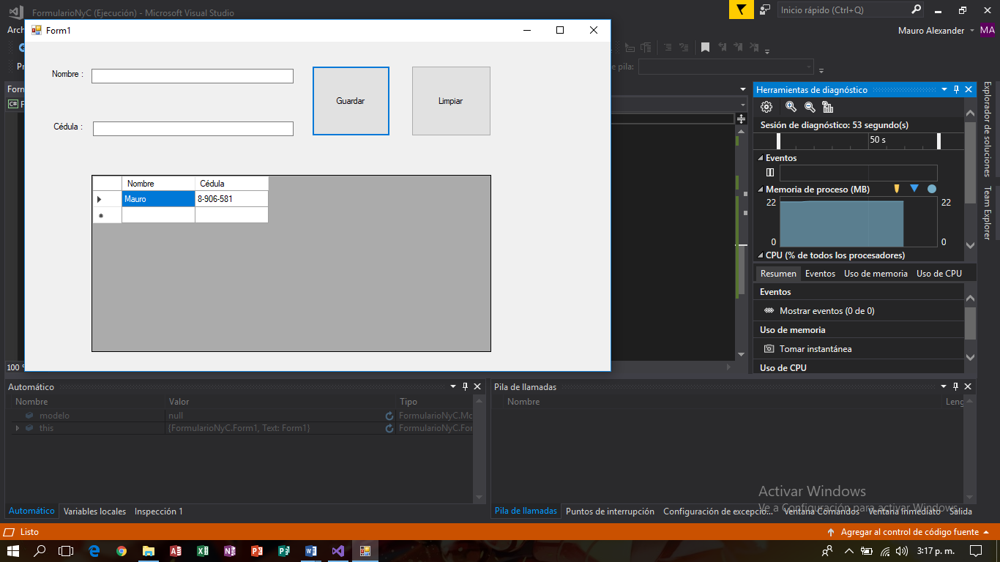 FormularioNyC (Ejecución) - Microsoft Visual Studio
Inicio rápido (Ctrl+Q)
Arch
Mauro Alexander
MA
Form1
Nombre :
Guardar
Limpiar
Cédula :
Nombre Cédula
Mauro 8-906-581
e pila:
Herramientas de diagnóstico
Sesión de diagnóstico: 53 segundo(s)
50 s
Eventos
Memoria de proceso (MB)
22 22
0 0
CPU (% de todos los procesadores)
Resumen Eventos Uso de memoria Uso de CPU
Eventos
Mostrar eventos (0 de 0)
Uso de memoria
Tomar instantánea
Uso de CPU
Explorador de soluciones
Team Explorer
100 %
Automático
Nombre Valor Tipo
modelo null FormularioNyC.Mo
this {FormularioNyC.Form1, Text: Form1} FormularioNyC.For
Automático Variables locales Inspección 1
Pila de llamadas
Nombre Leng
Activar Windows
Ve a Configuración para activar Windows.
Pila de llamadas Puntos de interrupción Configuración de excepcio... Ventana Comandos Ventana Inmediato Salida
Listo
Agregar al control de código fuente
3:17 p. m.